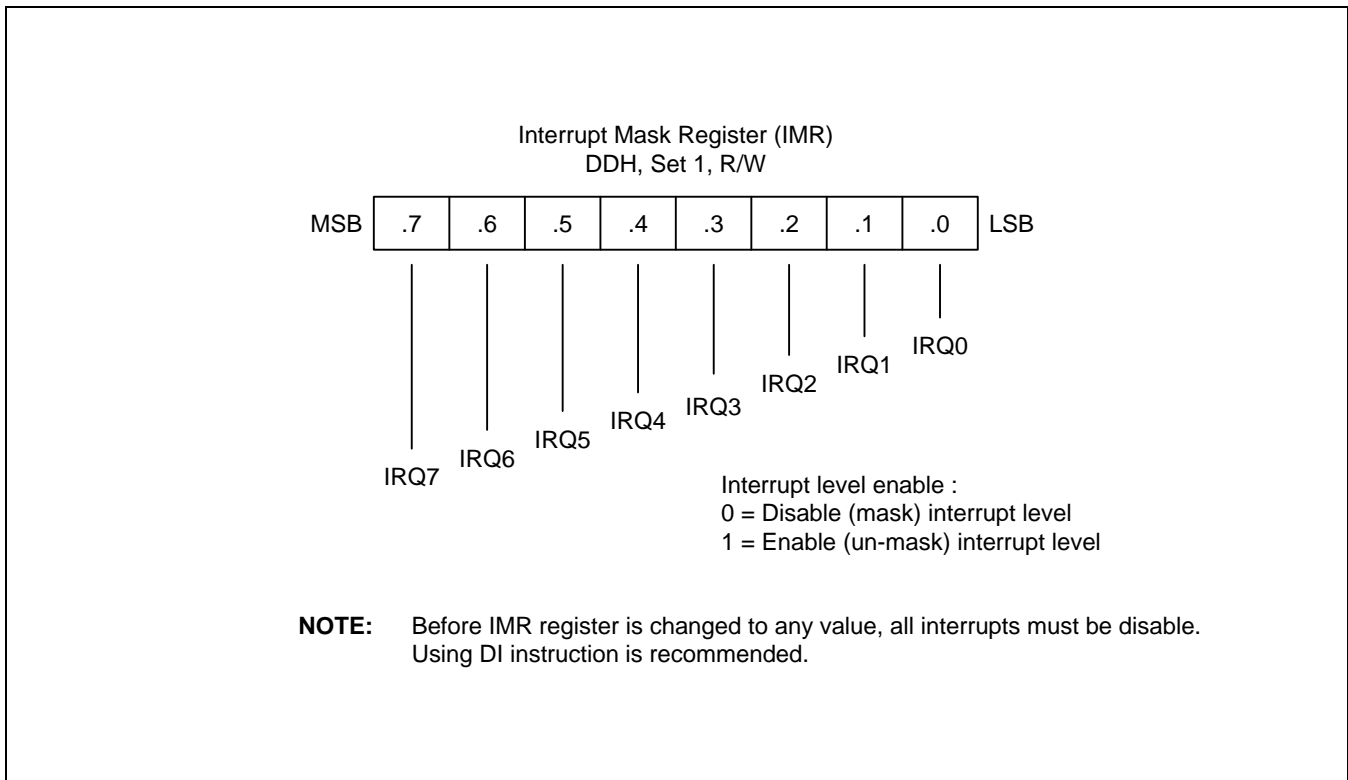 Interrupt Mask Register (IMR)
DDH, Set 1, R/W
MSB .7 .6 .5 .4 .3 .2 .1 .0 LSB
IRQ7 IRQ6 IRQ5 IRQ4 IRQ3 IRQ2 IRQ1 IRQ0
Interrupt level enable :
0 = Disable (mask) interrupt level
1 = Enable (un-mask) interrupt level
NOTE: Before IMR register is changed to any value, all interrupts must be disable.
Using DI instruction is recommended.